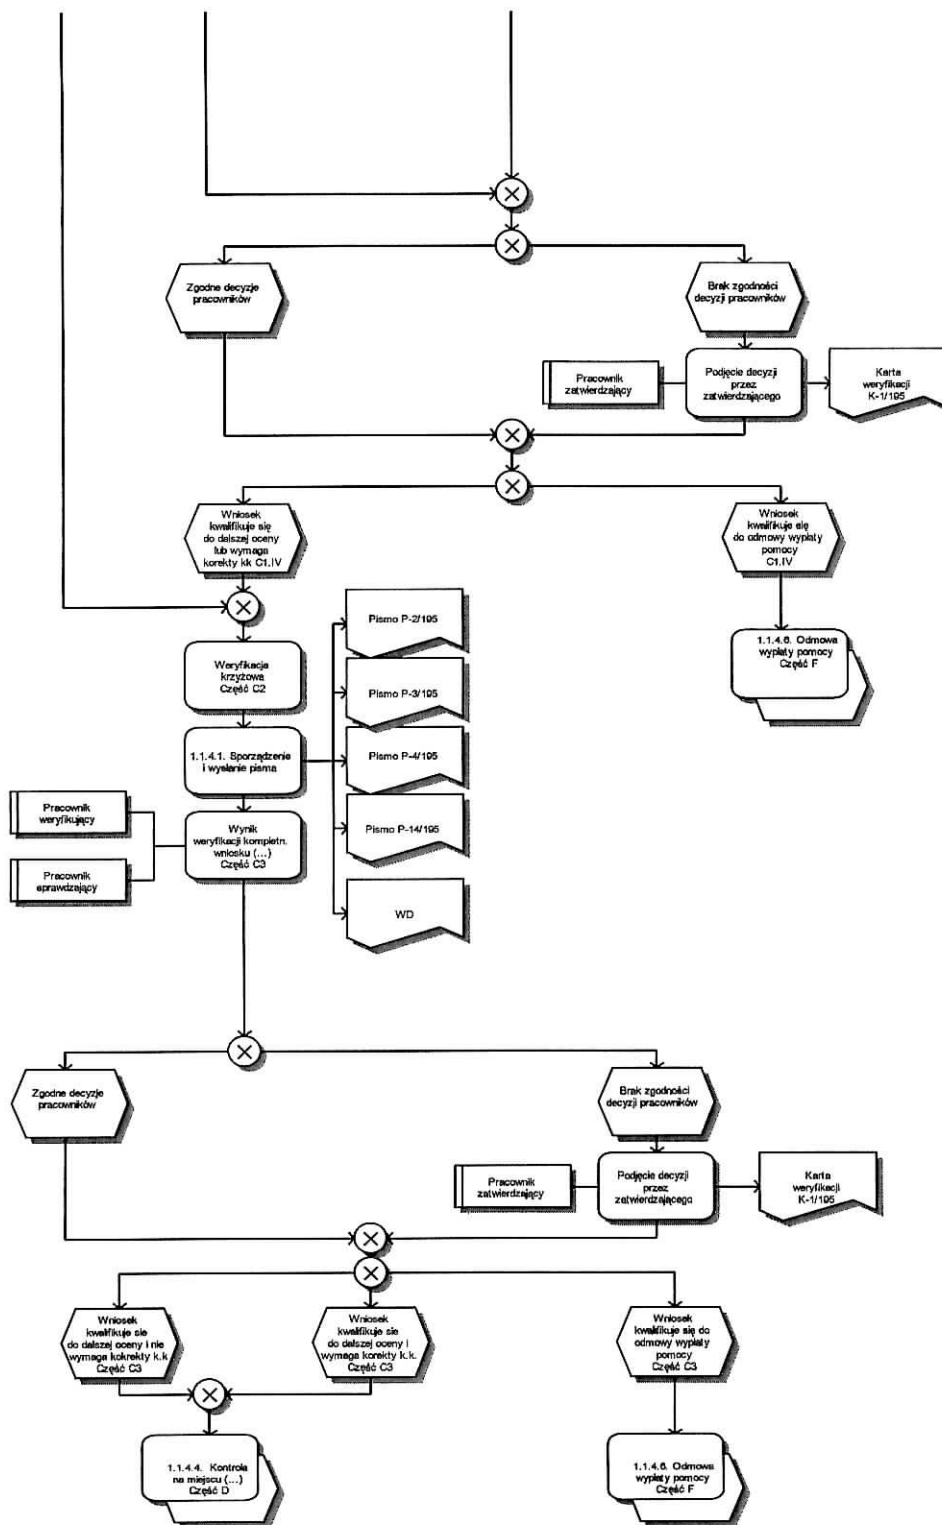 Zgodne decyzje
pracowników
Brak zgodności
decyzji pracowników
Pracownik
zatwierdzający
Podjęcie decyzji
przez
zatwierdzającego
Karta
weryfikacji
K-1/195
Wniosek
kwalifikuje się
do dalszej oceny
lub wymaga
korekty kk C1.IV
Wniosek
kwalifikuje się
do odmowy wypłaty
pomocy
C1.IV
Pismo P-2/195
1.1.4.6. Odmowa
wypłaty pomocy
Część F
Weryfikacja
krzyżowa
Część C2
Pismo P-3/195
1.1.4.1. Sporządzenie
i wysłanie pisma
Pismo P-4/195
Pracownik
weryfikujący
Wynik
weryfikacji kompletn.
wniosku (...)
Część C3
Pismo P-14/195
Pracownik
sprawdzający
WD
Zgodne decyzje
pracowników
Brak zgodności
decyzji pracowników
Pracownik
zatwierdzający
Podjęcie decyzji
przez
zatwierdzającego
Karta
weryfikacji
K-1/195
Wniosek
kwalifikuje sie
do dalszej oceny i nie
wymaga kokrekty k.k
Część C3
Wniosek
kwalifikuje sie
do dalszej oceny i
wymaga korekty k.k.
Część C3
Wniosek
kwalifikuje się do
odmowy wypłaty
pomocy
Część C3
1.1.4.4. Kontrola
na miejscu (...)
Część D
1.1.4.6. Odmowa
wypłaty pomocy
Część F